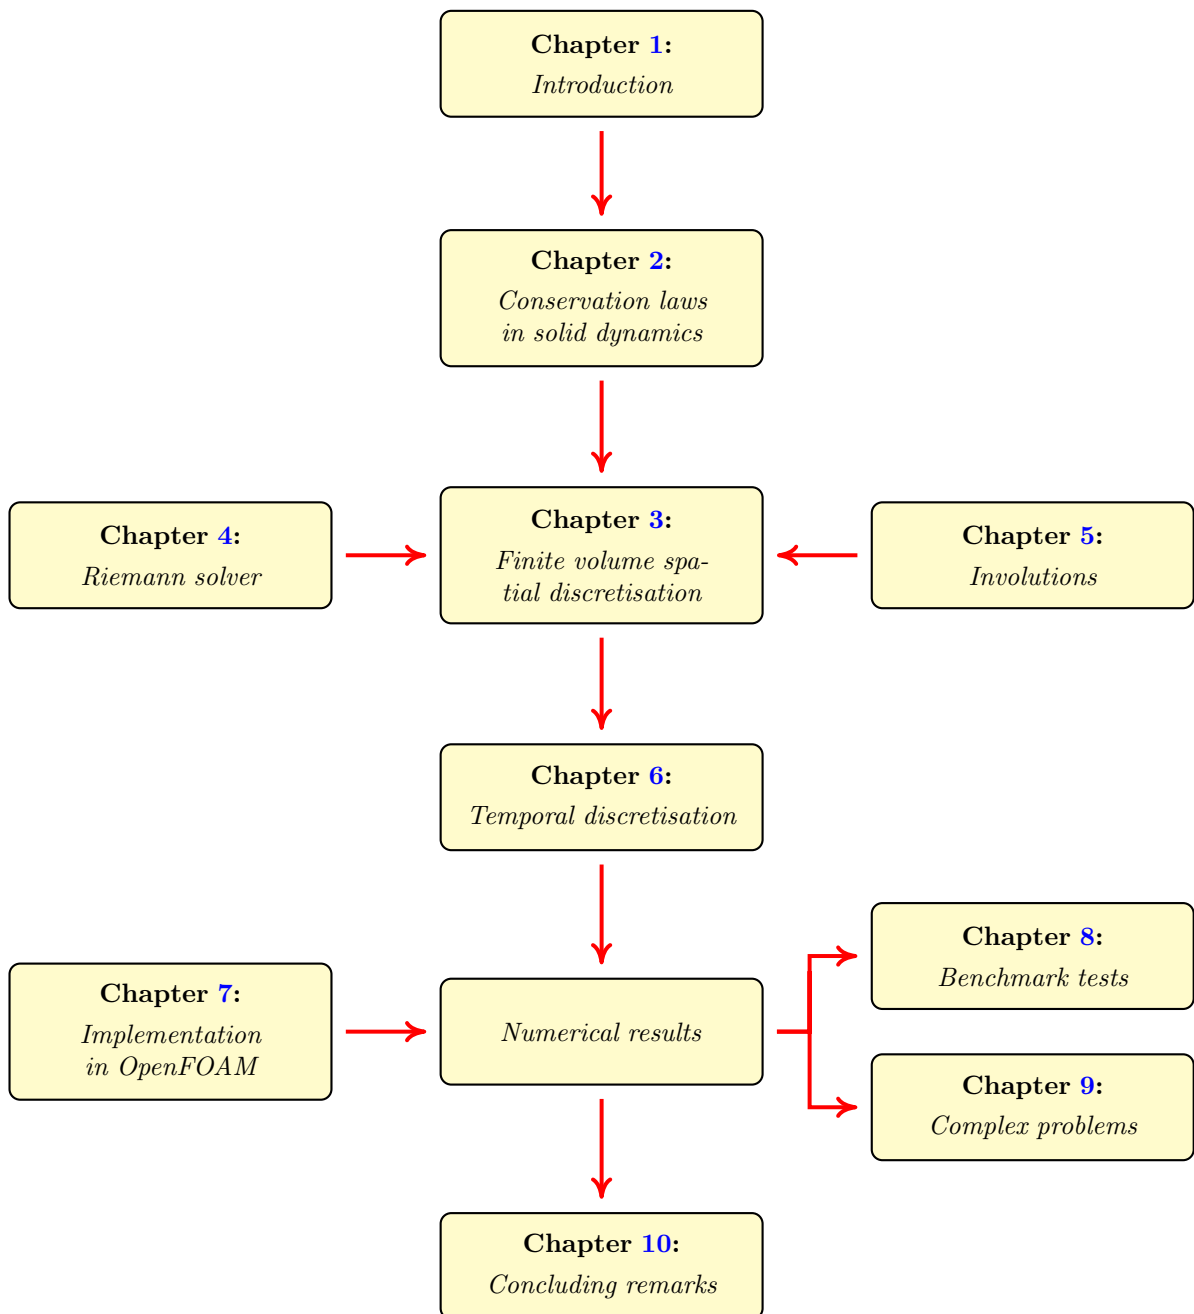 Chapter 1:
Introduction
Chapter 2:
Conservation laws
in solid dynamics
Chapter 4:
Riemann solver
Chapter 3:
Finite volume spa-
tial discretisation
Chapter 5:
Involutions
Chapter 6:
Temporal discretisation
Chapter 7:
Implementation
in OpenFOAM
Numerical results
Chapter 8:
Benchmark tests
Chapter 9:
Complex problems
Chapter 10:
Concluding remarks